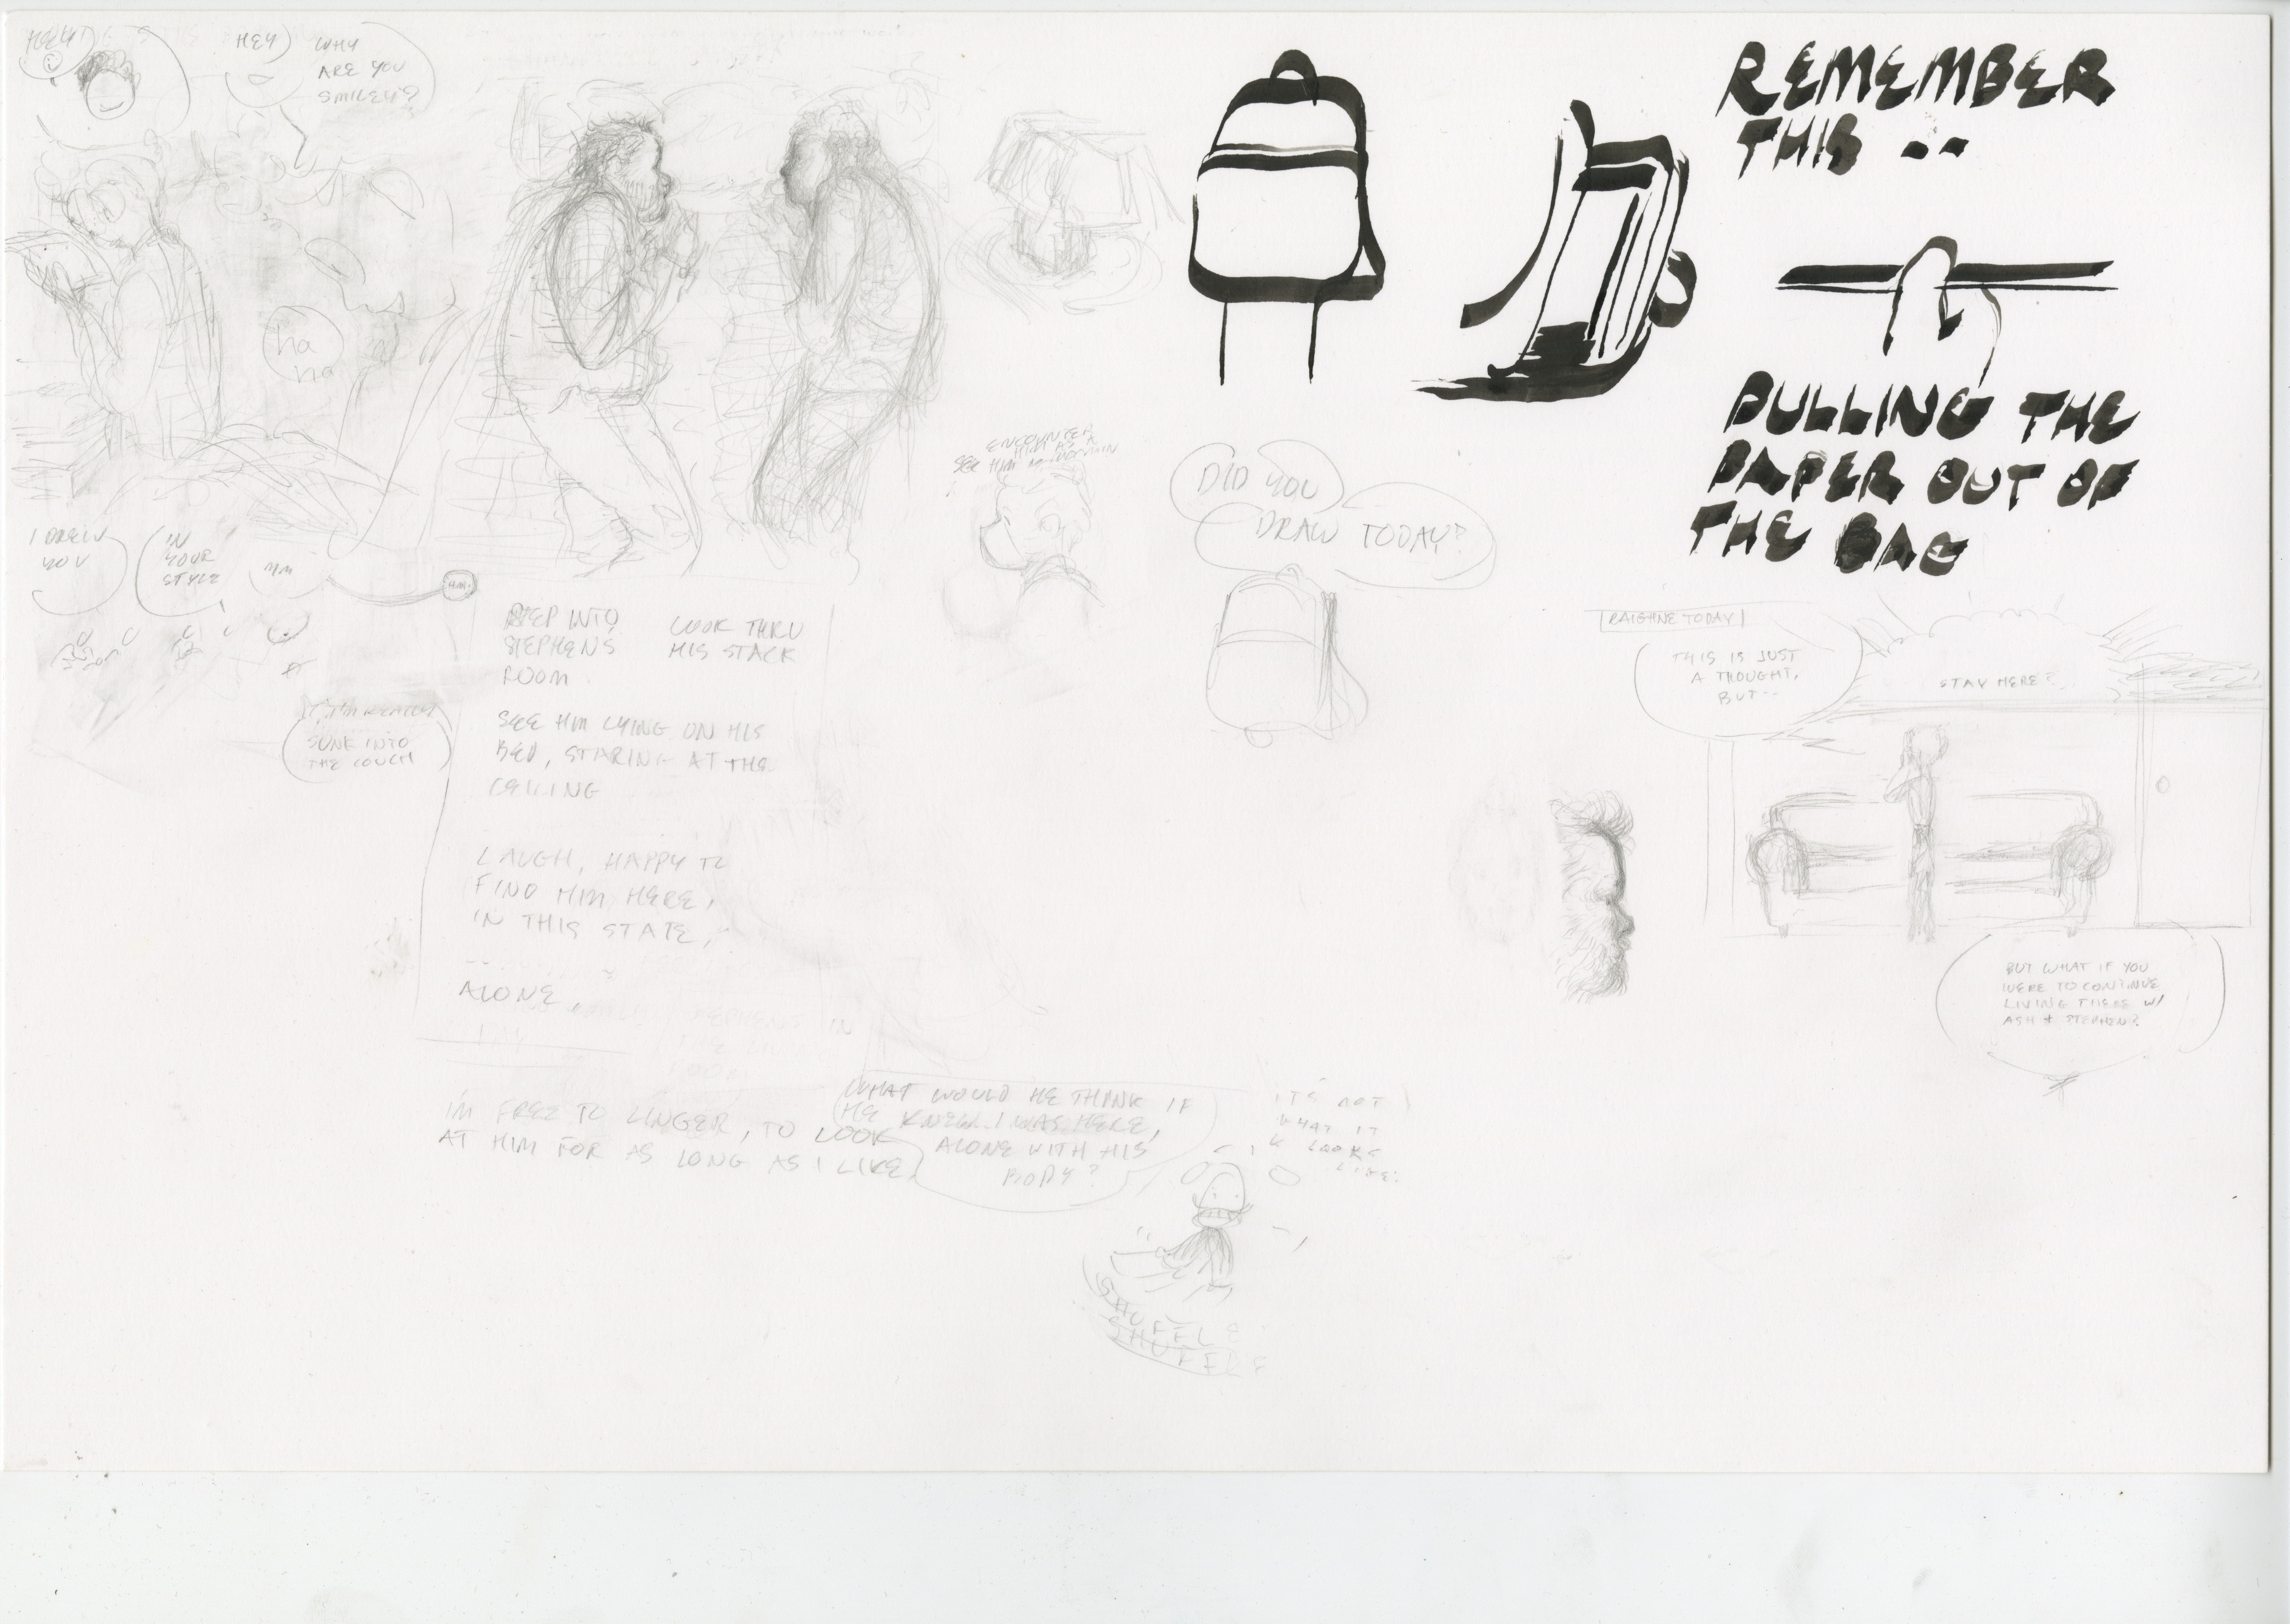 HEY!
HEY
WHY
ARE YOU
SMILEY?
ha
ha
I DREW
YOU
IN
YOUR
STYLE
MM
SUNK INTO
THE COUCH
STEP INTO
STEPHENS
ROOM.
LOOK THRU
HIS STACK
SEE HIM LYING ON HIS
BED, STARING AT THE
CEILING
LAUGH, HAPPY TO
FIND HIM HERE,
IN THIS STATE,
ALONE,
I'M FREE TO LINGER, TO LOOK
AT HIM FOR AS LONG AS I LIKE.
WHAT WOULD HE THINK IF
HE KNEW I WAS HERE,
ALONE WITH HIS
BODY?
IT'S NOT
WHAT IT
LOOKS
LIKE.
SHUFFLE
SHUFFLE
ENCOUNTER
HIM AS A
SEE HIM
DID YOU
DRAW TODAY?
REMEMBER
THIS --
PULLING THE
PAPER OUT OF
THE BAG
RAIGHNE TODAY
THIS IS JUST
A THOUGHT,
BUT--
STAY HERE?
BUT WHAT IF YOU
WERE TO CONTINUE
LIVING THERE W/
ASH + STEPHEN?